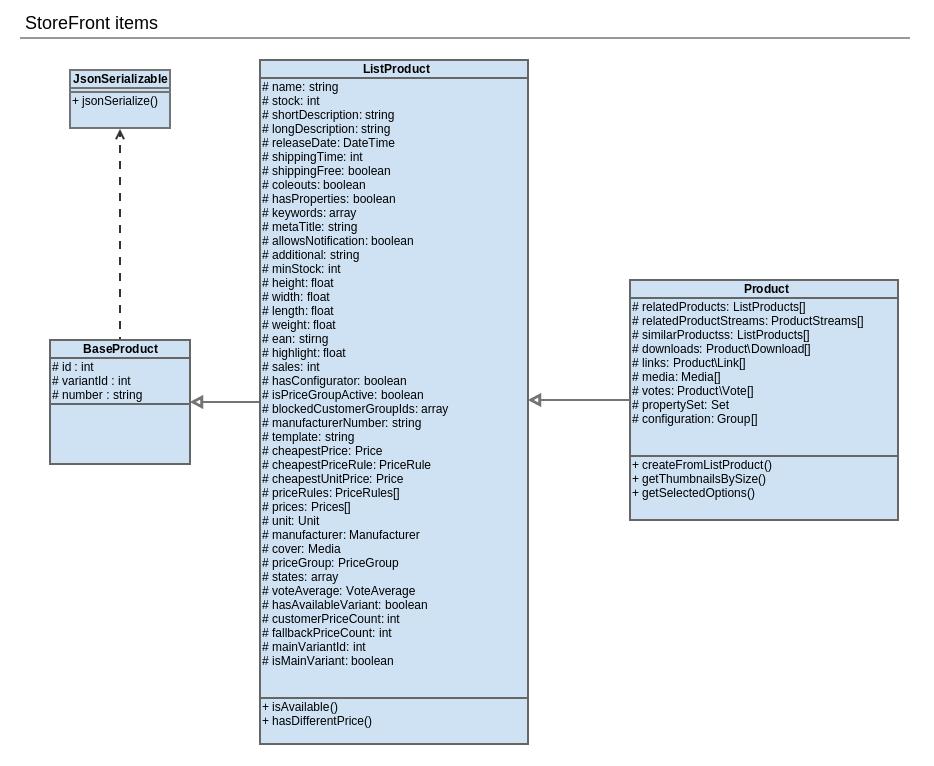 StoreFront items
JsonSerializable
+ jsonSerialize()
BaseProduct
# id : int
# variantId : int
# number : string
ListProduct
# name: string
# stock: int
# shortDescription: string
# longDescription: string
# releaseDate: DateTime
# shippingTime: int
# shippingFree: boolean
# coleouts: boolean
# hasProperties: boolean
# keywords: array
# metaTitle: string
# allowsNotification: boolean
# additional: string
# minStock: int
# height: float
# width: float
# length: float
# weight: float
# ean: stirng
# highlight: float
# sales: int
# hasConfigurator: boolean
# isPriceGroupActive: boolean
# blockedCustomerGroupIds: array
# manufacturerNumber: string
# template: string
# cheapestPrice: Price
# cheapestPriceRule: PriceRule
# cheapestUnitPrice: Price
# priceRules: PriceRules[]
# prices: Prices[]
# unit: Unit
# manufacturer: Manufacturer
# cover: Media
# priceGroup: PriceGroup
# states: array
# voteAverage: VoteAverage
# hasAvailableVariant: boolean
# customerPriceCount: int
# fallbackPriceCount: int
# mainVariantId: int
# isMainVariant: boolean
+ isAvailable()
+ hasDifferentPrice()
Product
# relatedProducts: ListProducts[]
# relatedProductStreams: ProductStreams[]
# similarProductss: ListProducts[]
# downloads: Product\Download[]
# links: Product\Link[]
# media: Media[]
# votes: Product\Vote[]
# propertySet: Set
# configuration: Group[]
+ createFromListProduct()
+ getThumbnailsBySize()
+ getSelectedOptions()